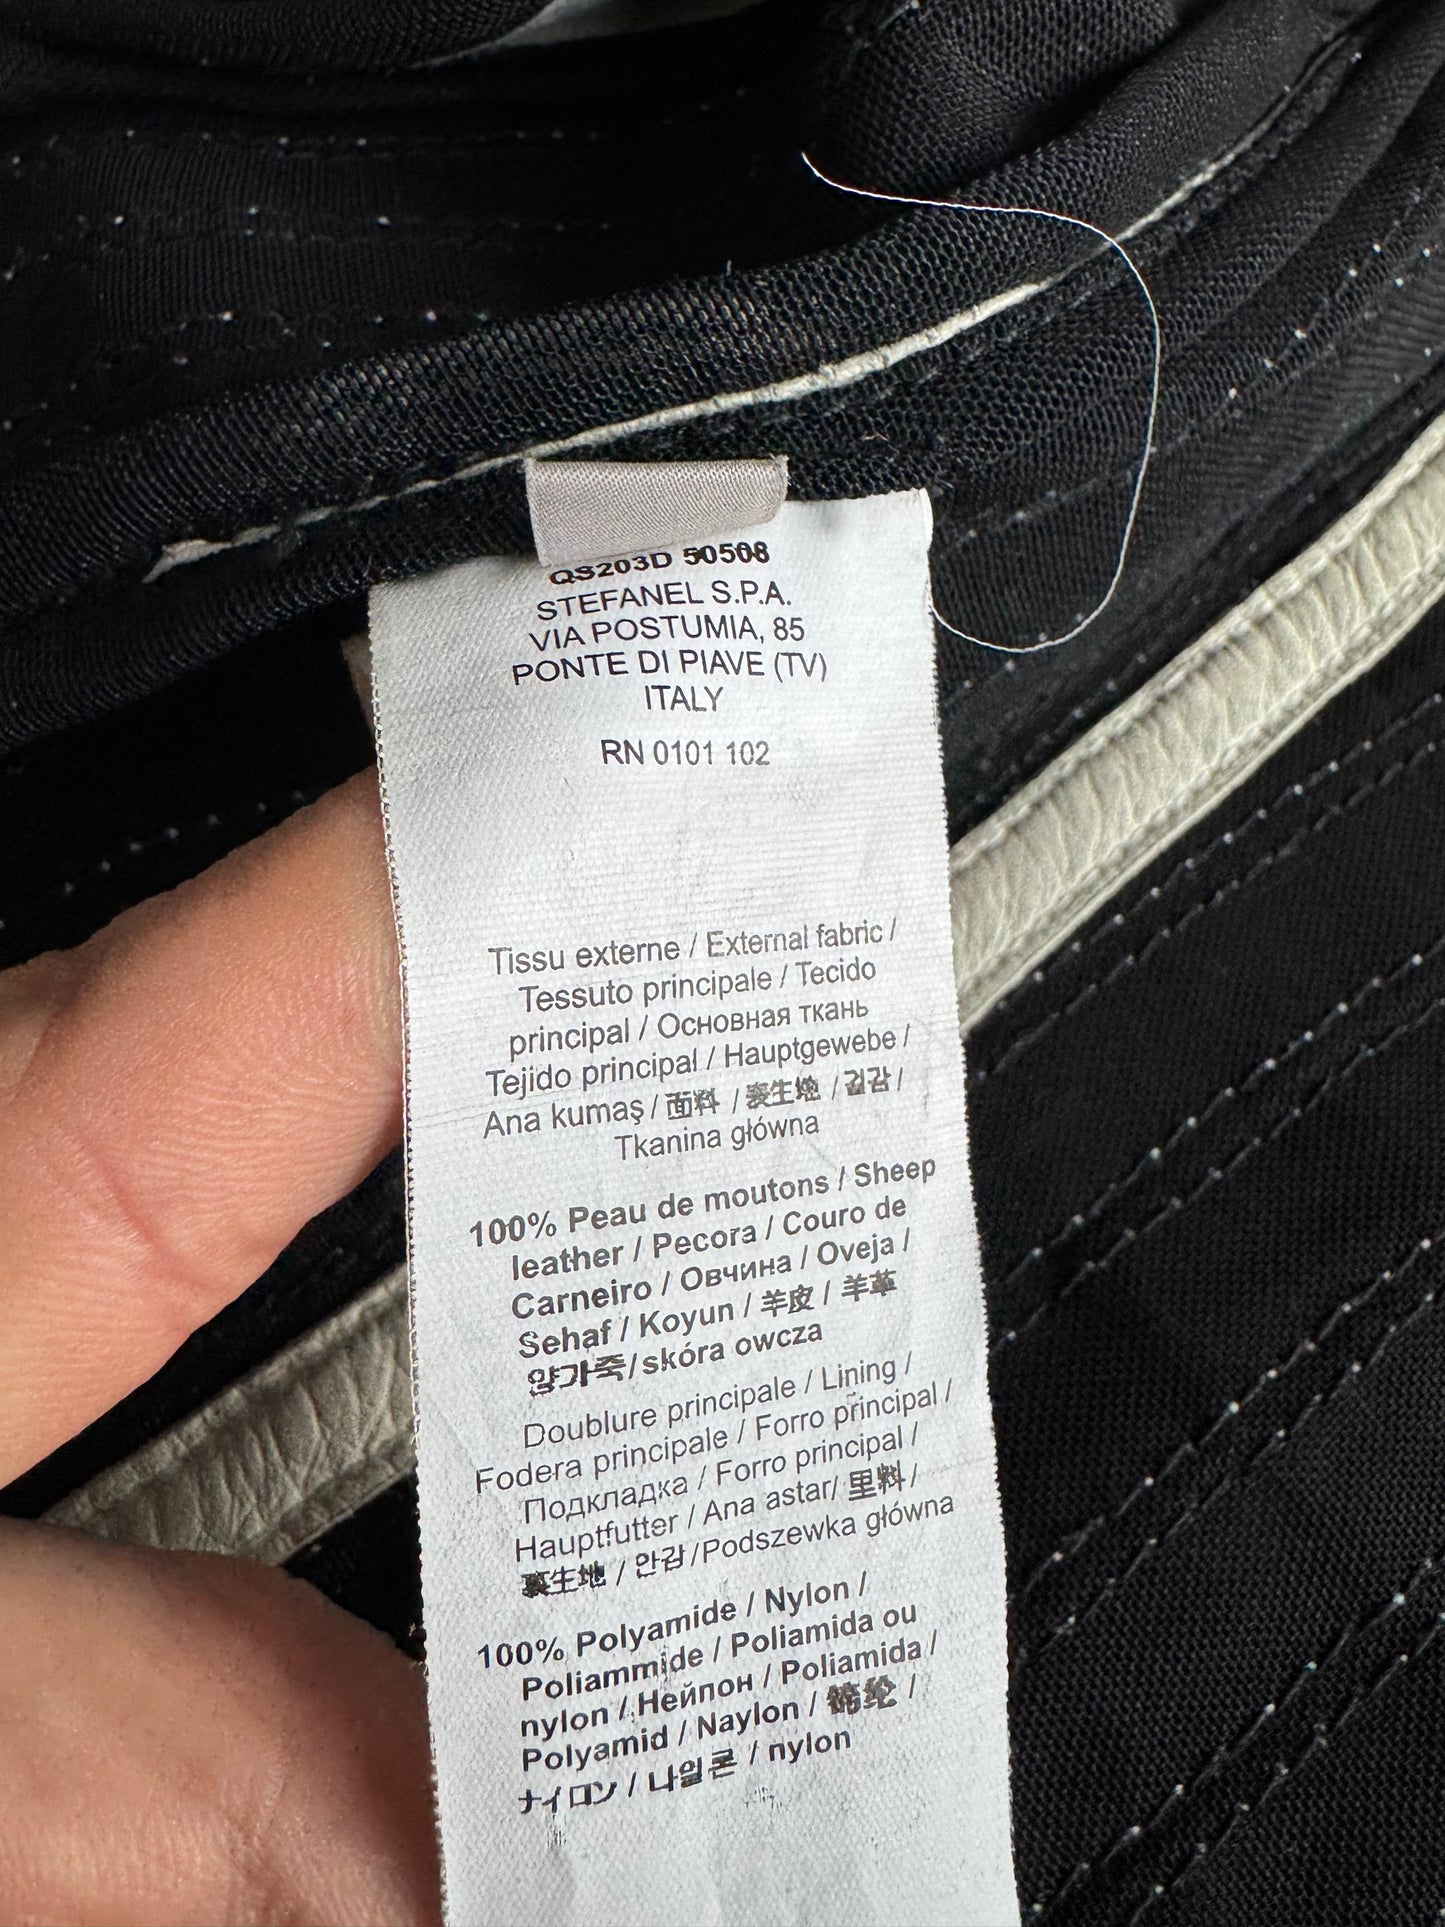 QS203D 50508
STEFANEL S.P.A.
VIA POSTUMIA, 85
PONTE DI PIAVE (TV)
ITALY
RN 0101 102
Tissu externe / External fabric /
Tessuto principale / Tecido
principal / Основная ткань
Tejido principal / Hauptgewebe /
Ana kumaş / 面料 / 裏生地 / 겉감 /
Tkanina główna
100% Peau de moutons / Sheep
leather / Pecora / Couro de
Carneiro / Овчина / Oveja /
Sehaf / Koyun / 羊皮 / 羊革
양가죽/skóra owcza
Doublure principale / Lining /
Fodera principale / Forro principal /
Подкладка / Forro principal /
Hauptfutter / Ana astar/ 里料 /
裏生地 / 안감 /Podszewka główna
100% Polyamide / Nylon /
Poliammide / Poliamida ou
nylon / Нейлон / Poliamida /
Polyamid / Naylon / 锦纶 /
ナイロン / 나일론 / nylon